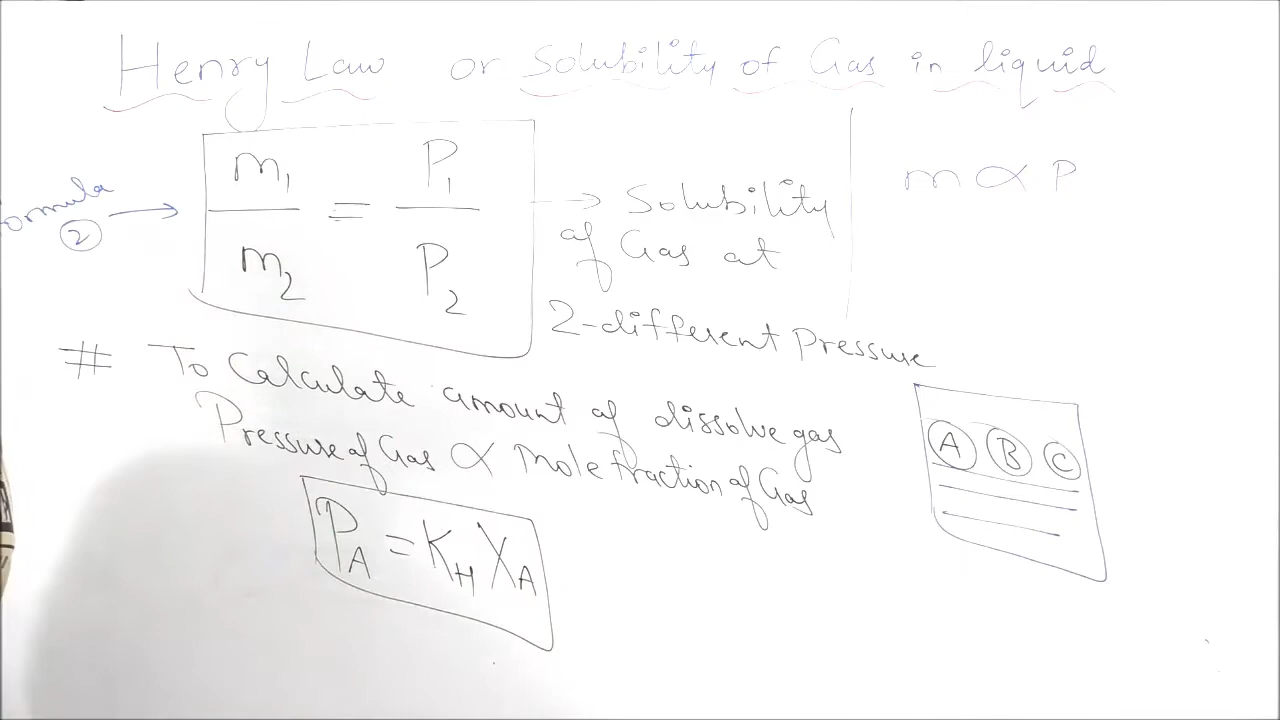 Henry Law or Solubility of Gas in liquid
m₁ / m₂ = P₁ / P₂
m ∝ P
ormula ②
→ Solubility
of Gas at
2-different Pressure
# To Calculate amount of dissolve gas
Pressure of Gas ∝ Mole fraction of Gas
A B C
P_A = K_H X_A